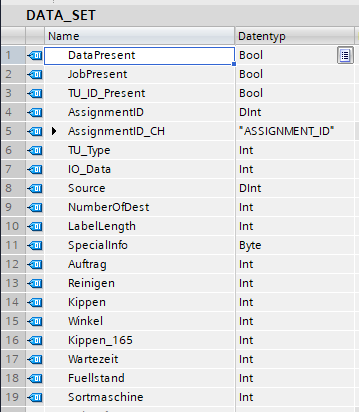 DATA_SET
Name Datentyp
1 DataPresent Bool
2 JobPresent Bool
3 TU_ID_Present Bool
4 AssignmentID DInt
5 AssignmentID_CH "ASSIGNMENT_ID"
6 TU_Type Int
7 IO_Data Int
8 Source DInt
9 NumberOfDest Int
10 LabelLength Int
11 SpecialInfo Byte
12 Auftrag Int
13 Reinigen Int
14 Kippen Int
15 Winkel Int
16 Kippen_165 Int
17 Wartezeit Int
18 Fuellstand Int
19 Sortmaschine Int